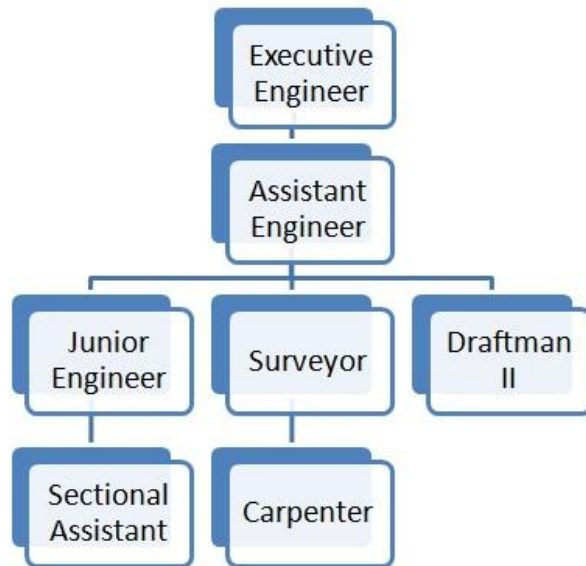 Executive
Engineer
Assistant
Engineer
Junior
Engineer
Surveyor
Draftman
II
Sectional
Assistant
Carpenter